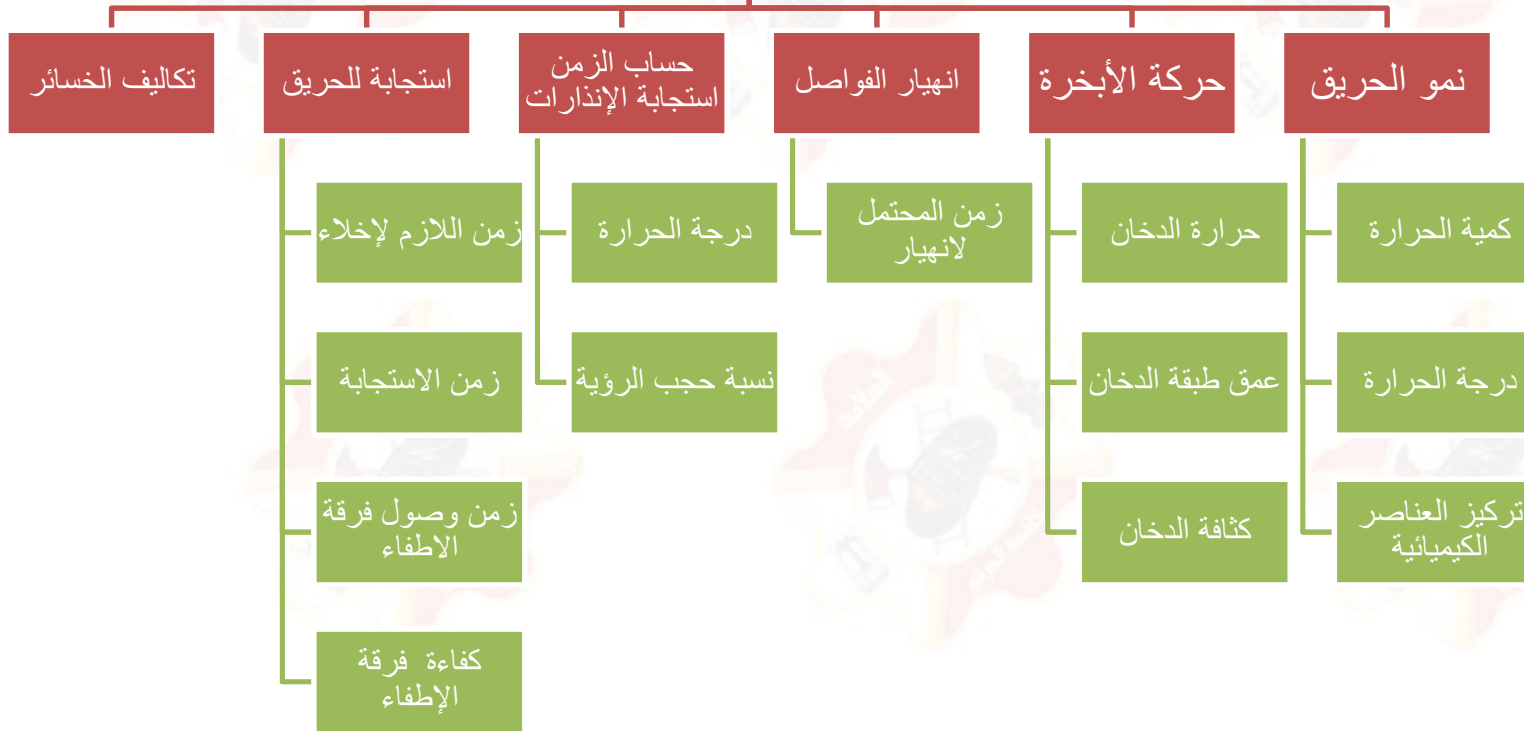 نمو الحريق
حركة الأبخرة
انهيار الفواصل
حساب الزمن
استجابة الإنذارات
استجابة للحريق
تكاليف الخسائر
كمية الحرارة
حرارة الدخان
زمن المحتمل
لانهيار
درجة الحرارة
زمن اللازم لإخلاء
درجة الحرارة
عمق طبقة الدخان
نسبة حجب الرؤية
زمن الاستجابة
تركيز العناصر
الكيميائية
كثافة الدخان
زمن وصول فرقة
الاطفاء
كفاءة فرقة
الإطفاء